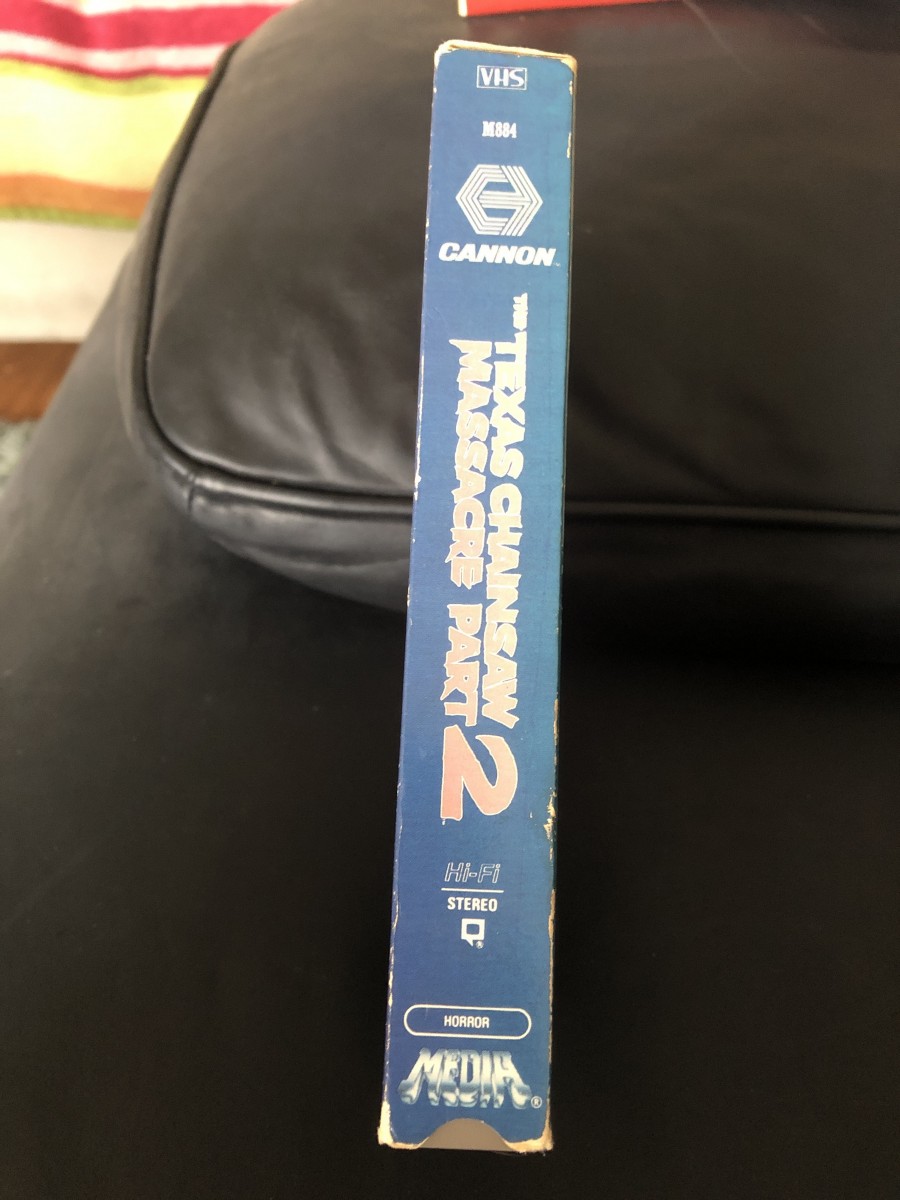 VHS
M884
CANNON
THE TEXAS CHAINSAW
MASSACRE PART 2
Hi-Fi
STEREO
®
HORROR
MEDIA®